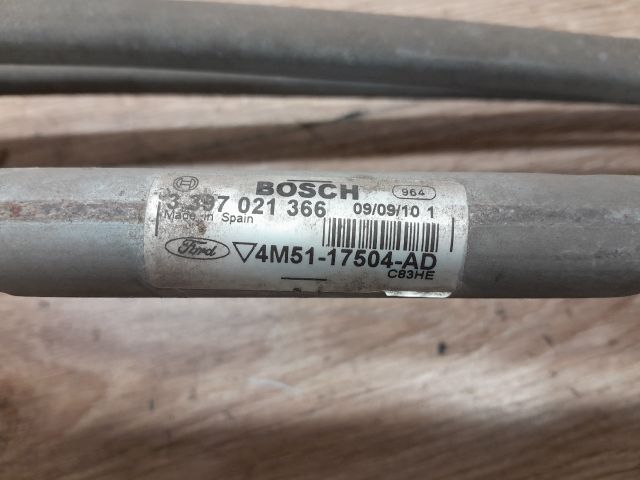 BOSCH 964
3 397 021 366 09/09/10 1
Made in Spain
Ford 4M51-17504-AD
C83HE